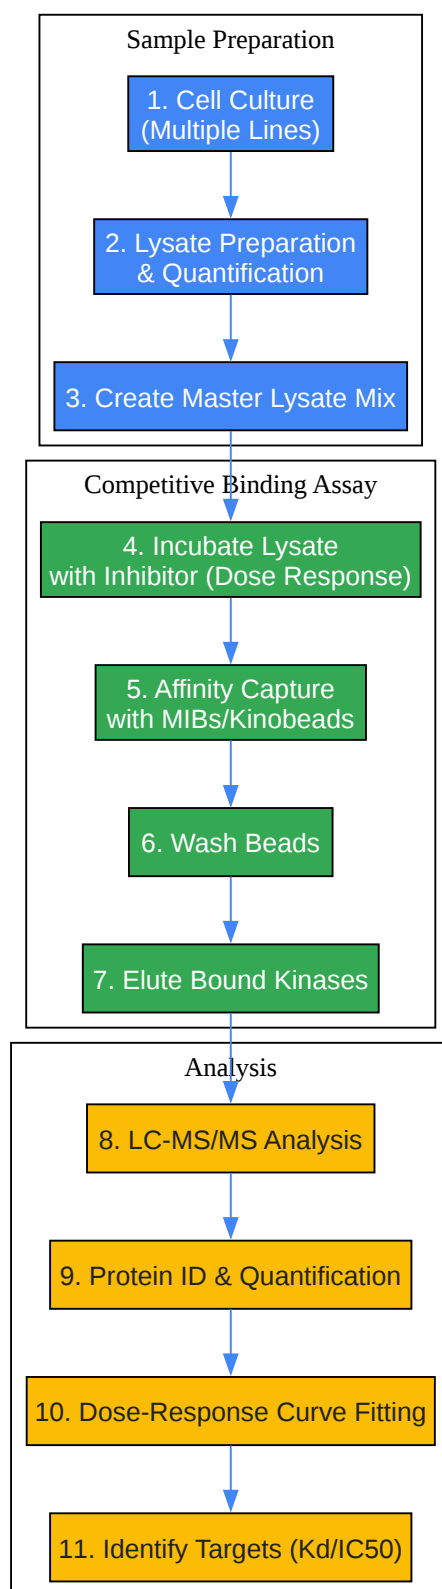 Sample Preparation
1. Cell Culture
(Multiple Lines)
2. Lysate Preparation
& Quantification
3. Create Master Lysate Mix
Competitive Binding Assay
4. Incubate Lysate
with Inhibitor (Dose Response)
5. Affinity Capture
with MIBs/Kinobeads
6. Wash Beads
7. Elute Bound Kinases
Analysis
8. LC-MS/MS Analysis
9. Protein ID & Quantification
10. Dose-Response Curve Fitting
11. Identify Targets (Kd/IC50)